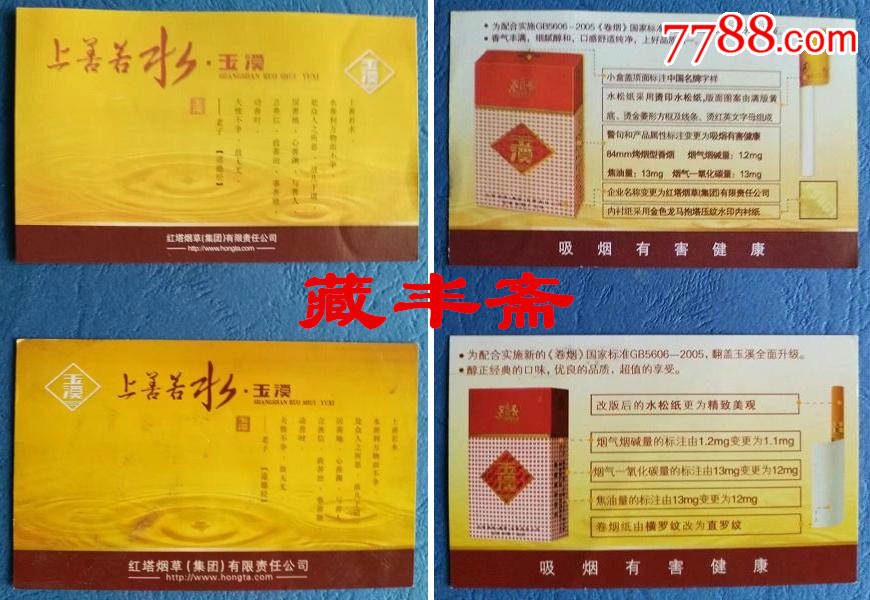 上善若水·玉溪
SHANGSHAN RUO SHUI YUXI
玉溪
上善若水，
水善利万物而不争，
处众人之所恶，故几于道。
居善地，心善渊，与善人，
言善信，政善治，事善能，
动善时。
夫惟不争，故无尤
——老子
【道德经】
红塔烟草(集团)有限责任公司
http://www.hongta.com
为配合实施GB5606-2005《卷烟》国家标准
香气丰满，细腻醇和，口感舒适纯净，上好品质
7788.com
小盒盖顶面标注中国名牌字样
水松纸采用烫印水松纸，版面图案由满版黄
底、烫金菱形方框及线条、烫红英文字母组成
警句和产品属性标注变更为吸烟有害健康
84mm烤烟型香烟 烟气烟碱量：1.2mg
焦油量：13mg 烟气一氧化碳量：13mg
企业名称变更为红塔烟草(集团)有限责任公司
内衬纸采用金色龙马抱塔压纹水印内衬纸
吸烟有害健康
藏丰斋
玉溪
上善若水·玉溪
SHANGSHAN RUO SHUI YUXI
上善若水
水善利万物而不争，
处众人之所恶，故几于道
居善地，心善渊，与善人
言善信，政善治，事善能
动善时，
夫惟不争，故无尤
——老子
【道德经】
红塔烟草(集团)有限责任公司
http://www.hongta.com
为配合实施新的《卷烟》国家标准GB5606—2005，翻盖玉溪全面升级。
醇正经典的口味，优良的品质，超值的享受。
玉溪
改版后的水松纸更为精致美观
烟气烟碱量的标注由1.2mg变更为1.1mg
烟气一氧化碳量的标注由13mg变更为12mg
焦油量的标注由13mg变更为12mg
卷烟纸由横罗纹改为直罗纹
吸烟有害健康